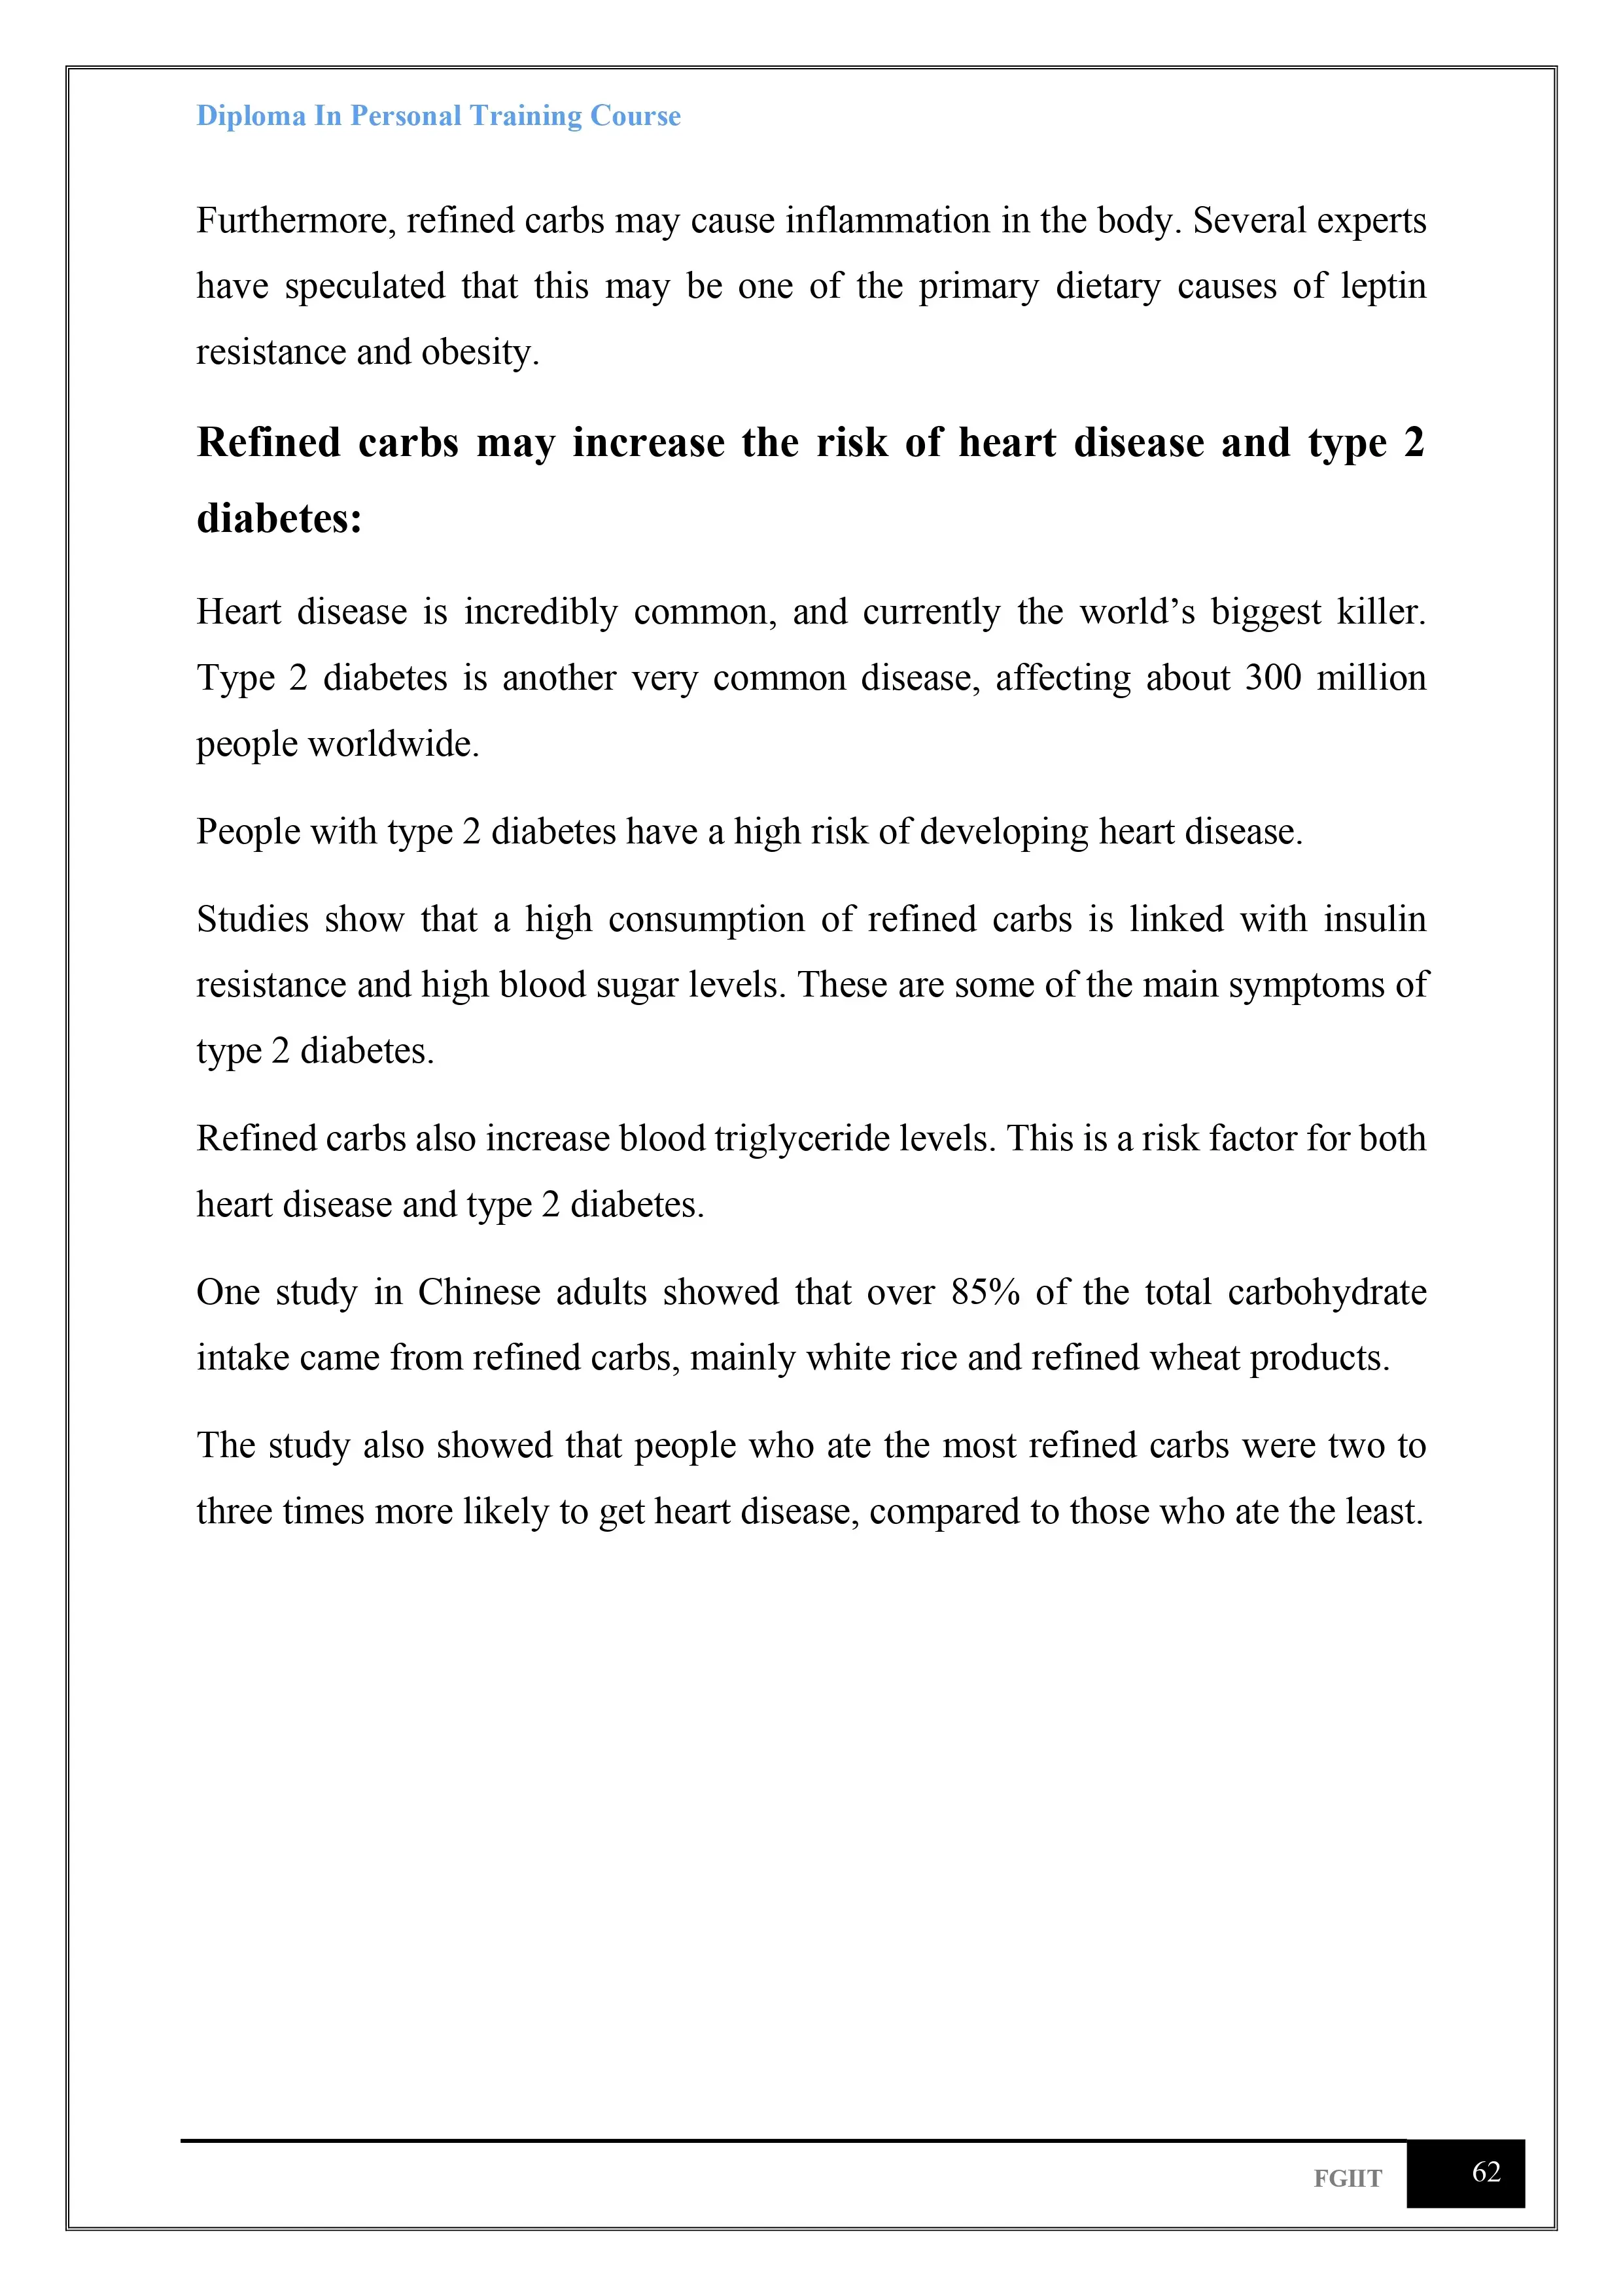 Diploma In Personal Training Course
Furthermore, refined carbs may cause inflammation in the body. Several experts
have speculated that this may be one of the primary dietary causes of leptin
resistance and obesity.
Refined carbs may increase the risk of heart disease and type 2
diabetes:
Heart disease is incredibly common, and currently the world’s biggest killer.
Type 2 diabetes is another very common disease, affecting about 300 million
people worldwide.
People with type 2 diabetes have a high risk of developing heart disease.
Studies show that a high consumption of refined carbs is linked with insulin
resistance and high blood sugar levels. These are some of the main symptoms of
type 2 diabetes.
Refined carbs also increase blood triglyceride levels. This is a risk factor for both
heart disease and type 2 diabetes.
One study in Chinese adults showed that over 85% of the total carbohydrate
intake came from refined carbs, mainly white rice and refined wheat products.
The study also showed that people who ate the most refined carbs were two to
three times more likely to get heart disease, compared to those who ate the least.
FGIIT 62